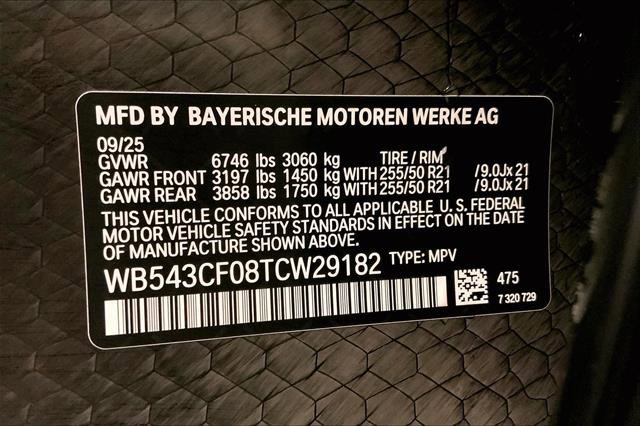 MFD BY BAYERISCHE MOTOREN WERKE AG
09/25
GVWR 6746 lbs 3060 kg TIRE / RIM
GAWR FRONT 3197 lbs 1450 kg WITH 255/50 R21 /9.0Jx 21
GAWR REAR 3858 lbs 1750 kg WITH 255/50 R21 /9.0Jx 21
THIS VEHICLE CONFORMS TO ALL APPLICABLE U. S. FEDERAL
MOTOR VEHICLE SAFETY STANDARDS IN EFFECT ON THE DATE
OF MANUFACTURE SHOWN ABOVE.
WB543CF08TCW29182 TYPE: MPV
475
7 320 729